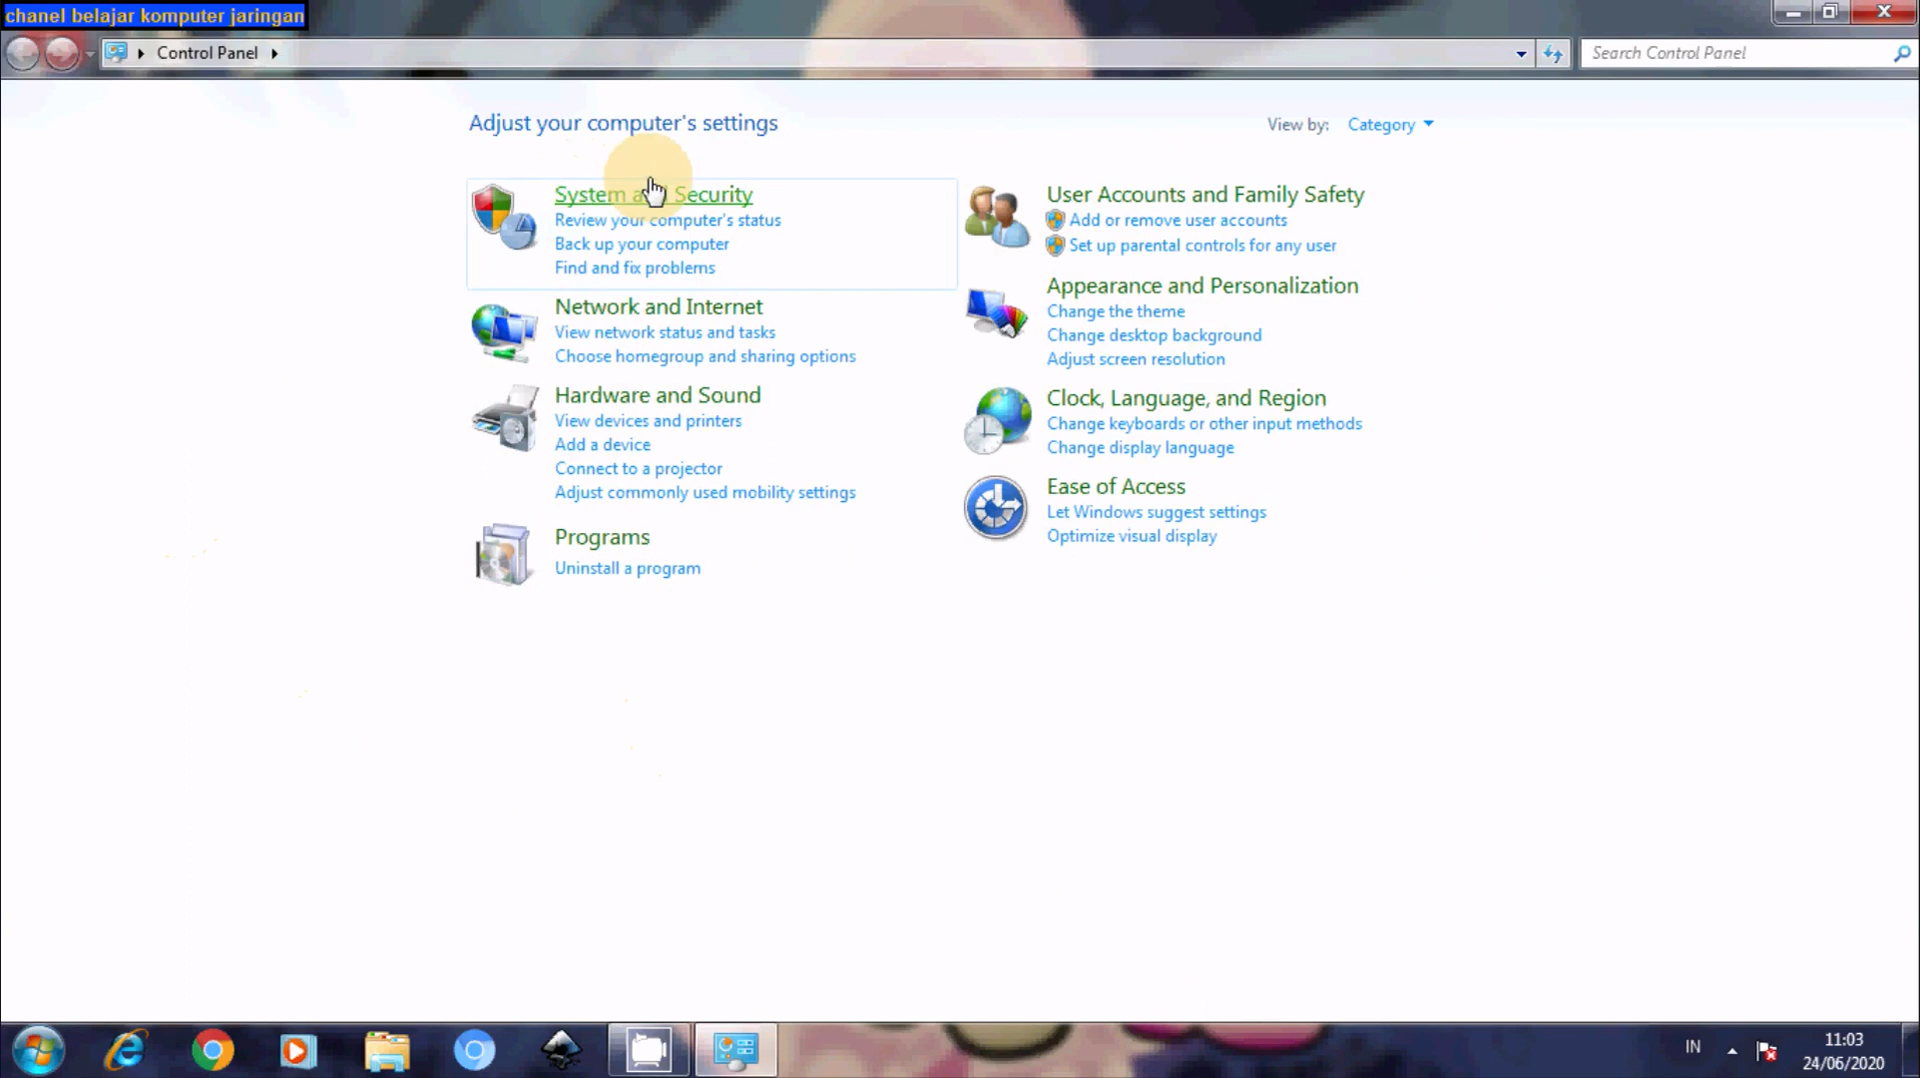 chanel belajar komputer jaringan
Control Panel
Search Control Panel
Adjust your computer's settings
View by: Category
System and Security
Review your computer's status
Back up your computer
Find and fix problems
Network and Internet
View network status and tasks
Choose homegroup and sharing options
Hardware and Sound
View devices and printers
Add a device
Connect to a projector
Adjust commonly used mobility settings
Programs
Uninstall a program
User Accounts and Family Safety
Add or remove user accounts
Set up parental controls for any user
Appearance and Personalization
Change the theme
Change desktop background
Adjust screen resolution
Clock, Language, and Region
Change keyboards or other input methods
Change display language
Ease of Access
Let Windows suggest settings
Optimize visual display
IN
11:03
24/06/2020